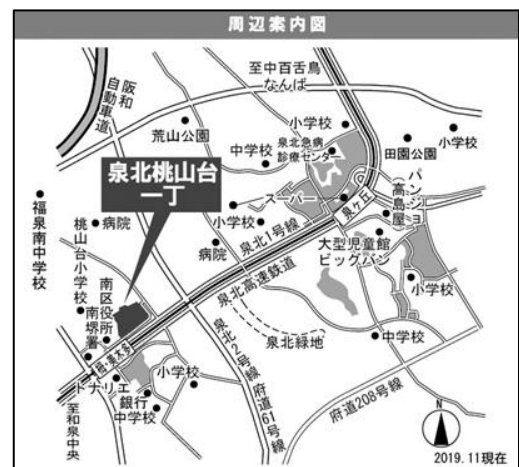 周辺案内図
阪和
自動車道
至中百舌鳥
なんば
荒山公園
小学校
中学校
泉北急病
診療センター
田園公園
小学校
泉北桃山台
一丁
スーパー
泉ヶ丘
パンジョ
高島屋
福泉南中学校
病院
小学校
病院
泉北1号線
泉北高速鉄道
大型児童館
ビッグバン
桃山台小学校
南区役所
南堺署
栂・美木多
小学校
泉北緑地
中学校
泉北2号線
府道61号線
府道208号線
トナリエ
銀行
小学校
中学校
至和泉中央
N
2019.11現在